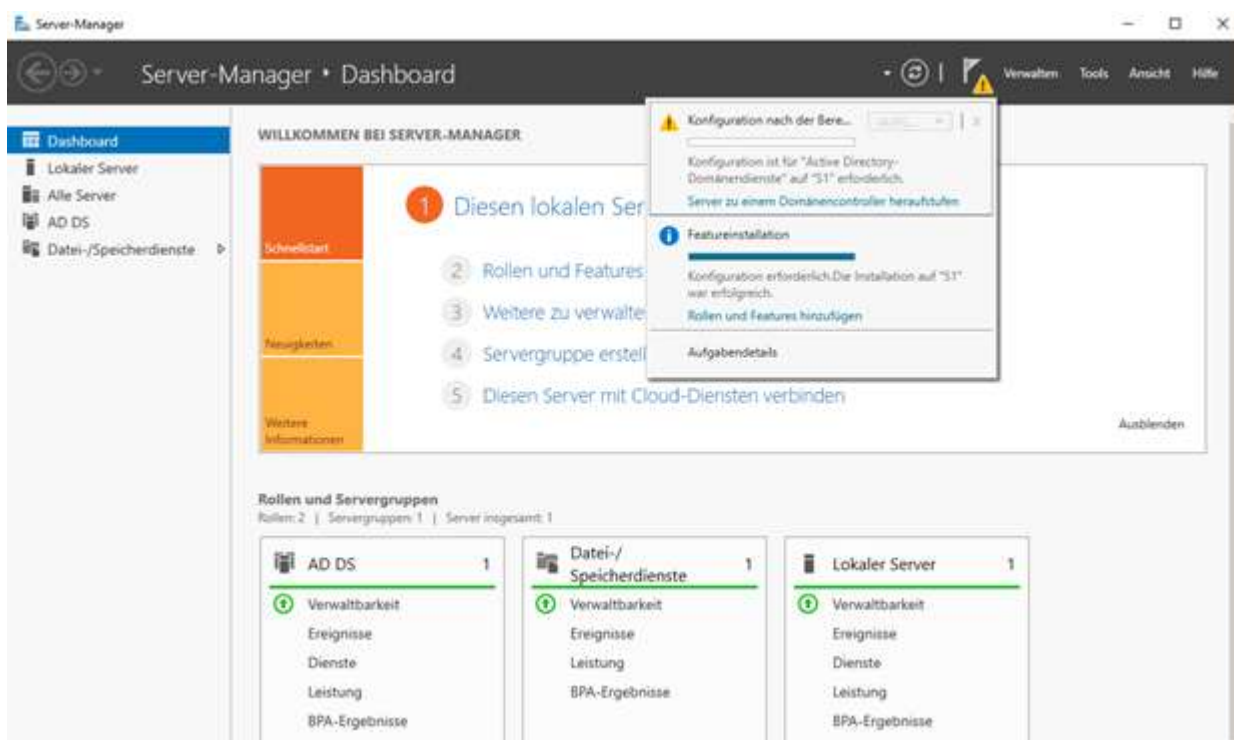 Server-Manager
Server-Manager • Dashboard
Verwalten Tools Ansicht Hilfe
Dashboard
Lokaler Server
Alle Server
AD DS
Datei-/Speicherdienste
WILLKOMMEN BEI SERVER-MANAGER
Schnellstart
Neuigkeiten
Weitere
Informationen
1 Diesen lokalen Ser
2 Rollen und Features
3 Weitere zu verwalte
4 Servergruppe erstell
5 Diesen Server mit Cloud-Diensten verbinden
Ausblenden
Konfiguration nach der Bere...
Konfiguration ist für "Active Directory-
Domänendienste" auf "S1" erforderlich.
Server zu einem Domänencontroller heraufstufen
Featureinstallation
Konfiguration erforderlich.Die Installation auf "S1"
war erfolgreich.
Rollen und Features hinzufügen
Aufgabendetails
Rollen und Servergruppen
Rollen: 2 | Servergruppen: 1 | Server insgesamt: 1
AD DS 1
Verwaltbarkeit
Ereignisse
Dienste
Leistung
BPA-Ergebnisse
Datei-/
Speicherdienste 1
Verwaltbarkeit
Ereignisse
Leistung
BPA-Ergebnisse
Lokaler Server 1
Verwaltbarkeit
Ereignisse
Dienste
Leistung
BPA-Ergebnisse